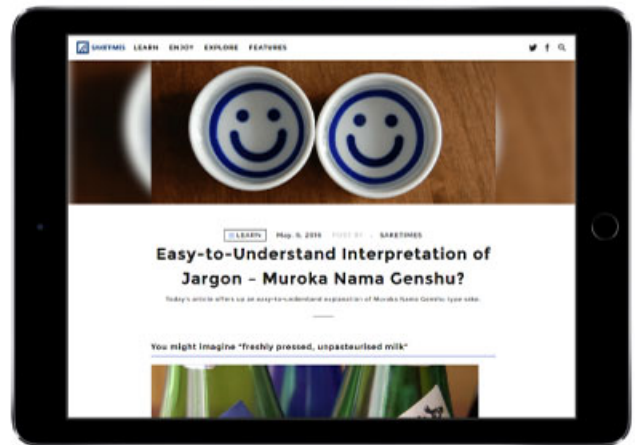 SAKETIMES LEARN ENJOY EXPLORE FEATURES
LEARN May. 9, 2016 POST BY . SAKETIMES
Easy-to-Understand Interpretation of
Jargon – Muroka Nama Genshu?
Today's article offers up an easy-to-understand explanation of Muroka Nama Genshu type sake.
You might imagine "freshly pressed, unpasteurised milk"